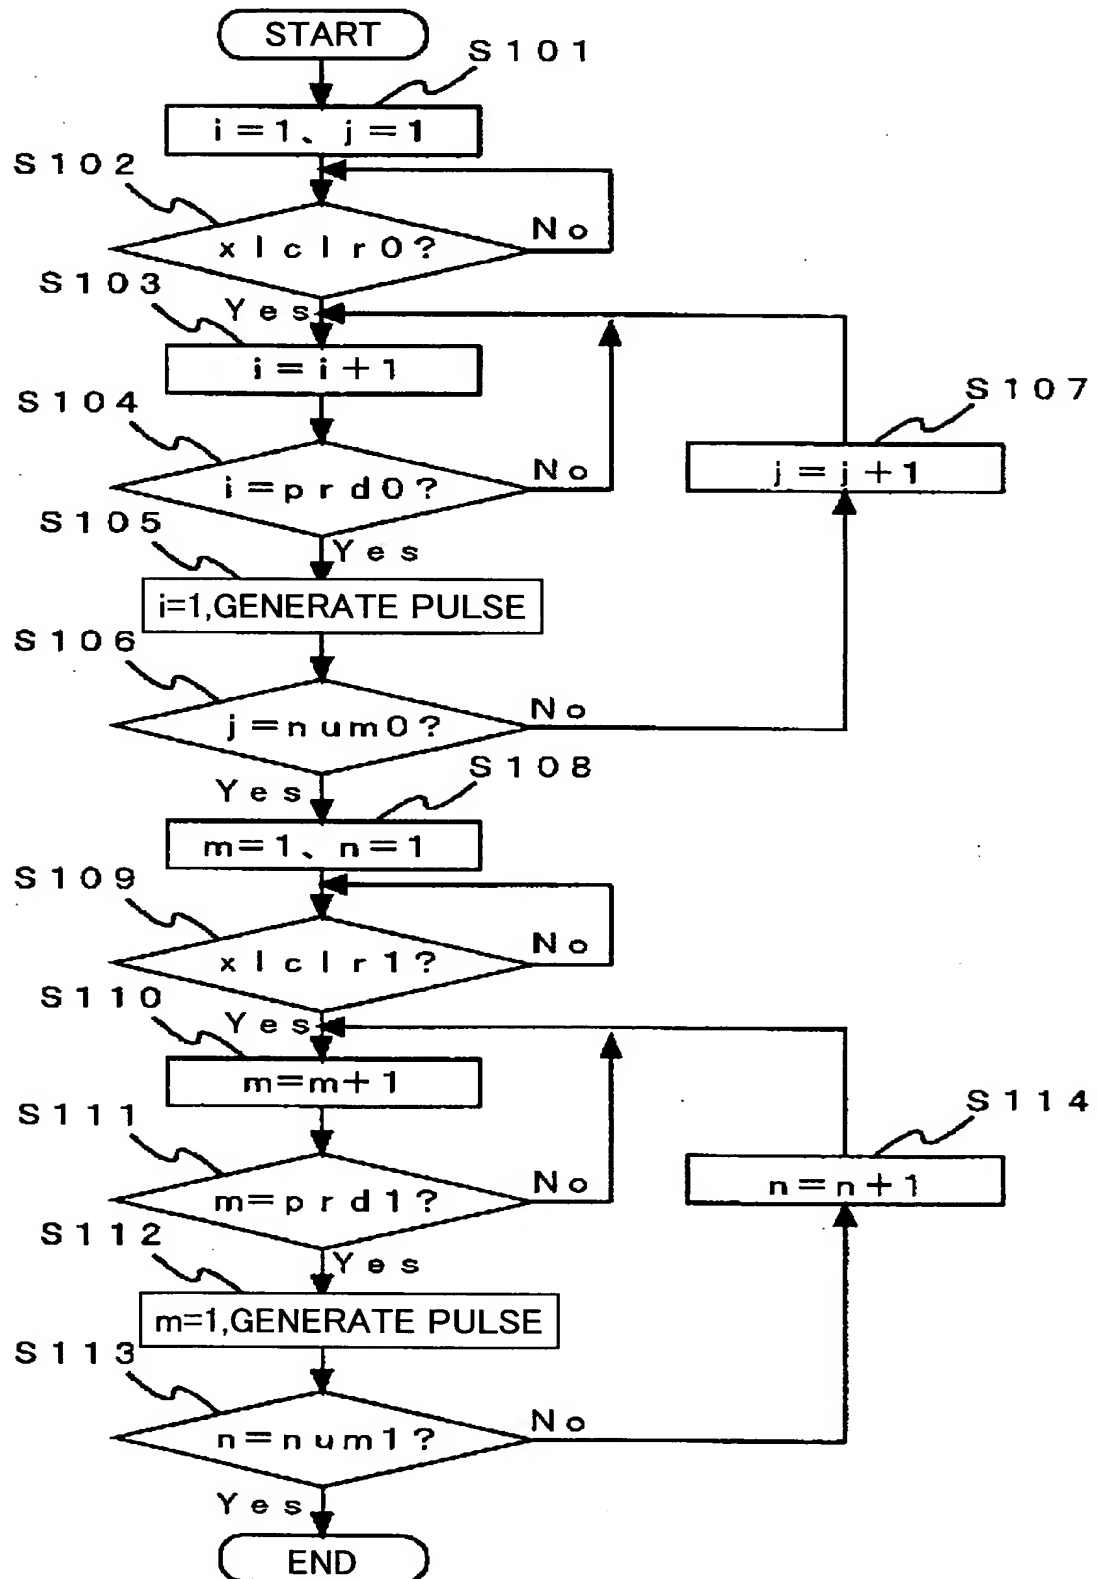 START
S101
i=1、j=1
S102
xlclr0?
No
S103
Yes
i=i+1
S104
i=prd0?
No
S107
j=j+1
S105
Yes
i=1,GENERATE PULSE
S106
j=num0?
No
Yes
S108
m=1、n=1
S109
xlclr1?
No
S110
Yes
m=m+1
S111
m=prd1?
No
S114
n=n+1
S112
Yes
m=1,GENERATE PULSE
S113
n=num1?
No
Yes
END